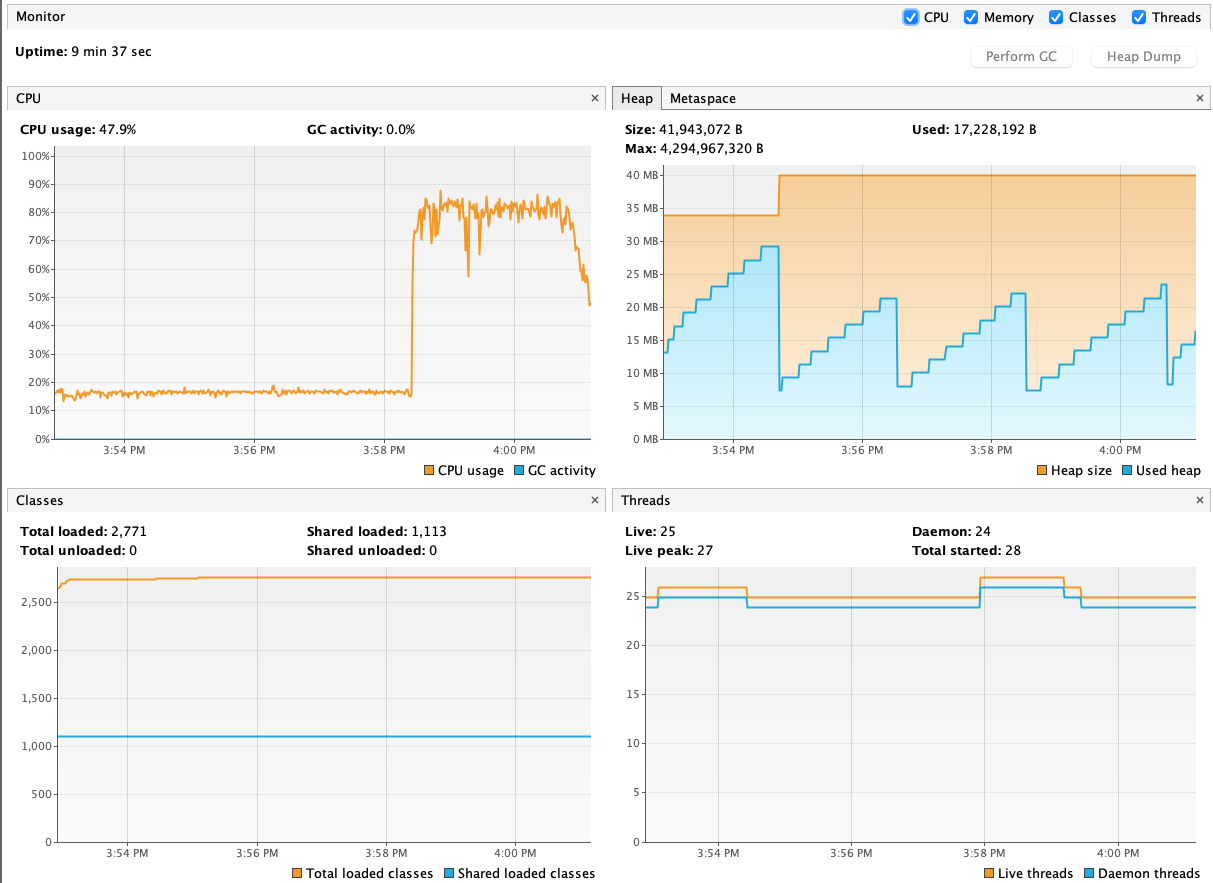 Monitor
CPU Memory Classes Threads
Uptime: 9 min 37 sec
Perform GC Heap Dump
CPU ×
CPU usage: 47.9% GC activity: 0.0%
100%
90%
80%
70%
60%
50%
40%
30%
20%
10%
0%
3:54 PM 3:56 PM 3:58 PM 4:00 PM
CPU usage GC activity
Heap Metaspace ×
Size: 41,943,072 B Used: 17,228,192 B
Max: 4,294,967,320 B
40 MB
35 MB
30 MB
25 MB
20 MB
15 MB
10 MB
5 MB
0 MB
3:54 PM 3:56 PM 3:58 PM 4:00 PM
Heap size Used heap
Classes ×
Total loaded: 2,771 Shared loaded: 1,113
Total unloaded: 0 Shared unloaded: 0
2,500
2,000
1,500
1,000
500
0
3:54 PM 3:56 PM 3:58 PM 4:00 PM
Total loaded classes Shared loaded classes
Threads ×
Live: 25 Daemon: 24
Live peak: 27 Total started: 28
25
20
15
10
5
0
3:54 PM 3:56 PM 3:58 PM 4:00 PM
Live threads Daemon threads